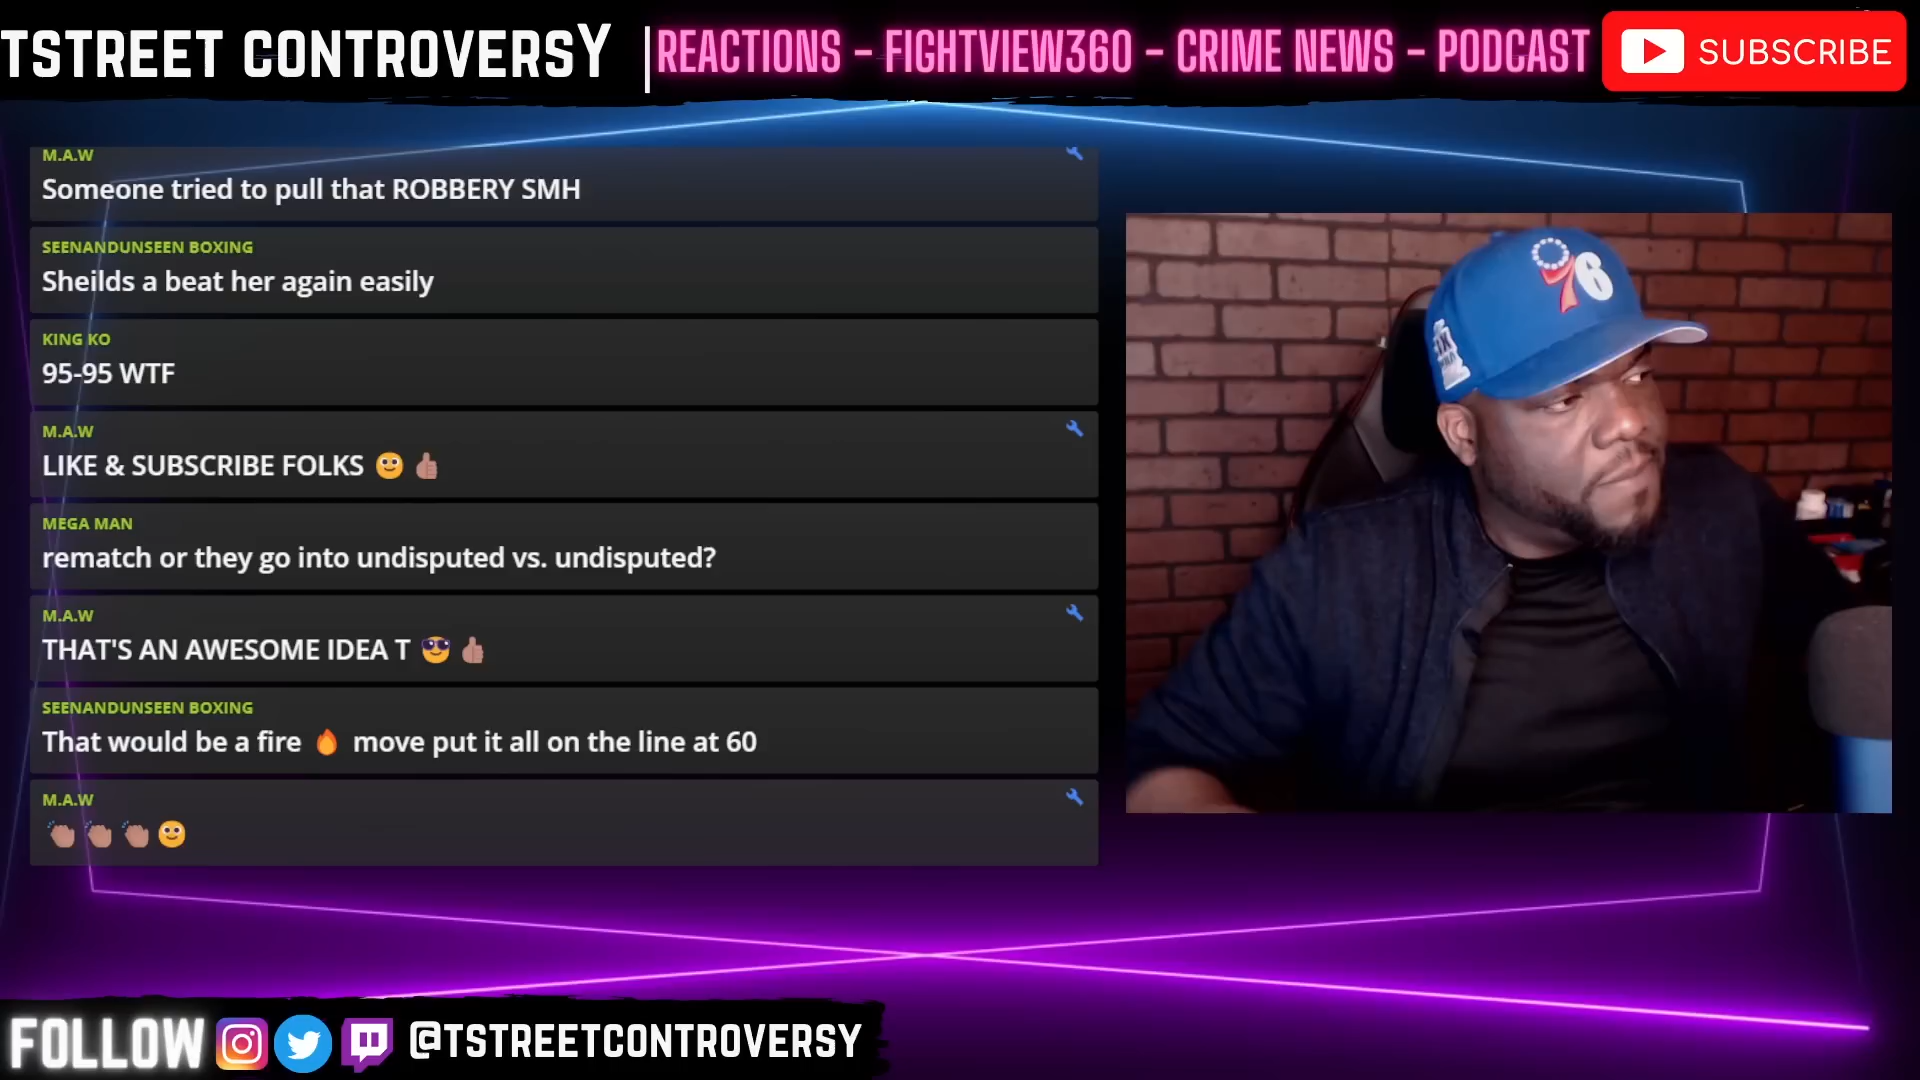 TSTREET CONTROVERSY | REACTIONS - FIGHTVIEW360 - CRIME NEWS - PODCAST SUBSCRIBE
M.A.W
Someone tried to pull that ROBBERY SMH
SEENANDUNSEEN BOXING
Sheilds a beat her again easily
KING KO
95-95 WTF
M.A.W
LIKE & SUBSCRIBE FOLKS 🙂 👍🏽
MEGA MAN
rematch or they go into undisputed vs. undisputed?
M.A.W
THAT'S AN AWESOME IDEA T 😎 👍🏽
SEENANDUNSEEN BOXING
That would be a fire 🔥 move put it all on the line at 60
M.A.W
👏🏽 👏🏽 👏🏽 🙂
76
FOLLOW @TSTREETCONTROVERSY